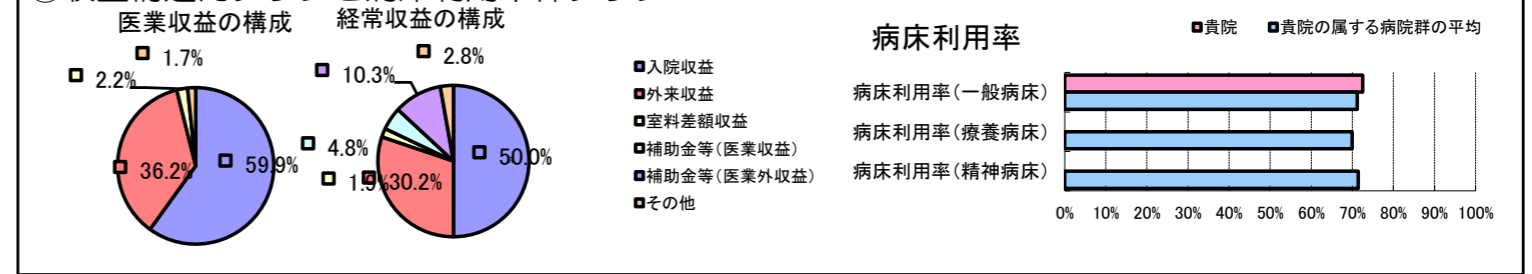 医業収益の構成
経常収益の構成
1.7%
2.2%
36.2%
59.9%
2.8%
10.3%
4.8%
1.9%
30.2%
50.0%
入院収益
外来収益
室料差額収益
補助金等(医業収益)
補助金等(医業外収益)
その他
病床利用率
貴院
貴院の属する病院群の平均
病床利用率(一般病床)
病床利用率(療養病床)
病床利用率(精神病床)
0% 10% 20% 30% 40% 50% 60% 70% 80% 90% 100%